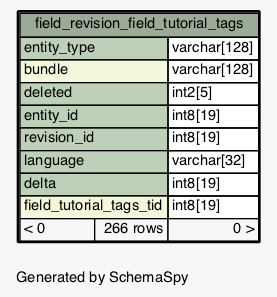 field_revision_field_tutorial_tags
entity_type varchar[128]
bundle varchar[128]
deleted int2[5]
entity_id int8[19]
revision_id int8[19]
language varchar[32]
delta int8[19]
field_tutorial_tags_tid int8[19]
< 0 266 rows 0 >
Generated by SchemaSpy